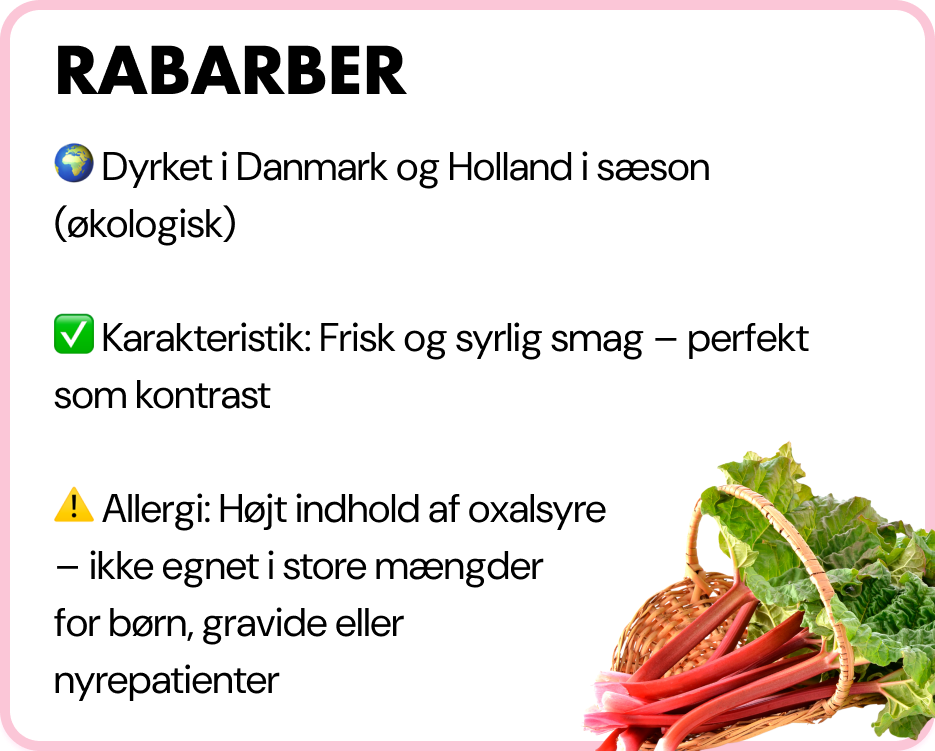 RABARBER
🌍 Dyrket i Danmark og Holland i sæson
(økologisk)
✅ Karakteristik: Frisk og syrlig smag – perfekt
som kontrast
⚠️ Allergi: Højt indhold af oxalsyre
– ikke egnet i store mængder
for børn, gravide eller
nyrepatienter